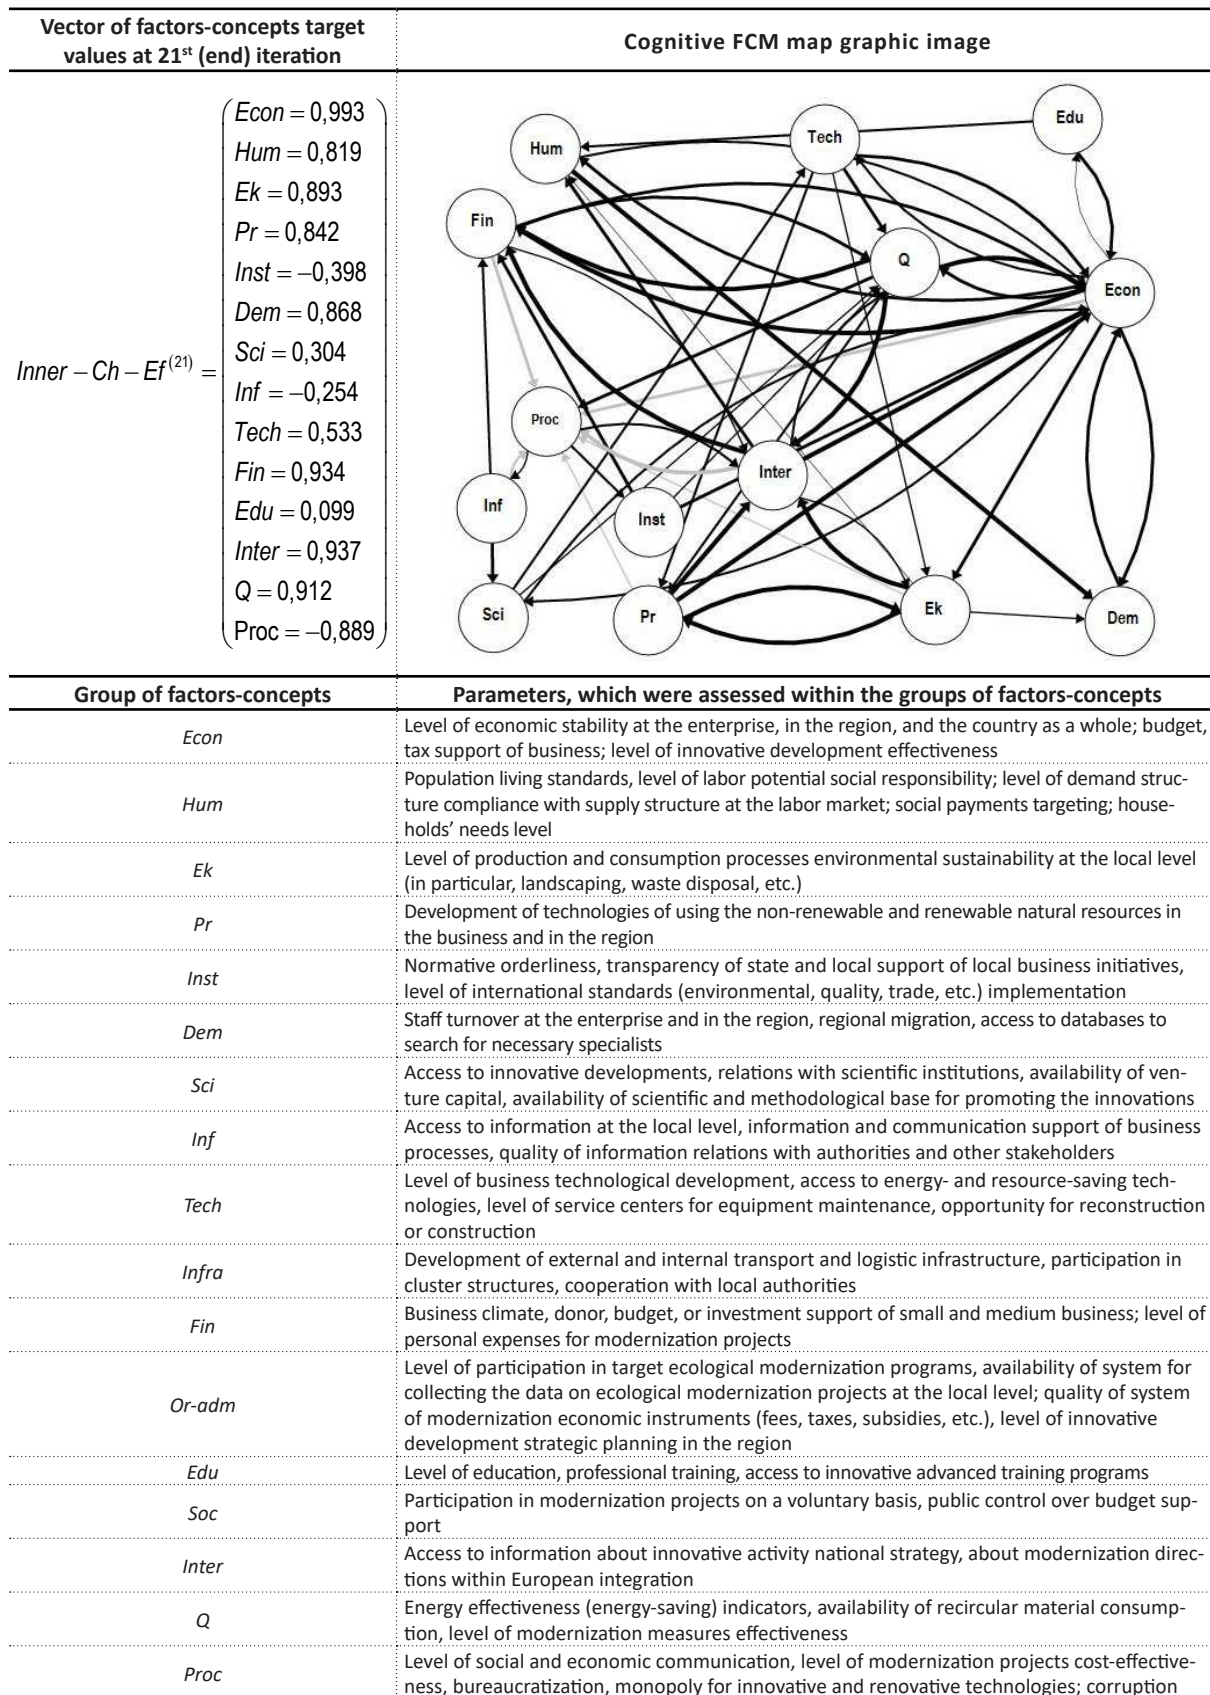 Vector of factors-concepts target
values at 21st (end) iteration
Cognitive FCM map graphic image
Inner – Ch – Ef(21) =
Econ = 0,993
Hum = 0,819
Ek = 0,893
Pr = 0,842
Inst = –0,398
Dem = 0,868
Sci = 0,304
Inf = –0,254
Tech = 0,533
Fin = 0,934
Edu = 0,099
Inter = 0,937
Q = 0,912
Proc = –0,889
Edu
Tech
Hum
Fin
Q
Econ
Proc
Inter
Inf
Inst
Sci
Pr
Ek
Dem
Group of factors-concepts
Parameters, which were assessed within the groups of factors-concepts
Econ
Level of economic stability at the enterprise, in the region, and the country as a whole; budget,
tax support of business; level of innovative development effectiveness
Hum
Population living standards, level of labor potential social responsibility; level of demand struc-
ture compliance with supply structure at the labor market; social payments targeting; house-
holds’ needs level
Ek
Level of production and consumption processes environmental sustainability at the local level
(in particular, landscaping, waste disposal, etc.)
Pr
Development of technologies of using the non-renewable and renewable natural resources in
the business and in the region
Inst
Normative orderliness, transparency of state and local support of local business initiatives,
level of international standards (environmental, quality, trade, etc.) implementation
Dem
Staff turnover at the enterprise and in the region, regional migration, access to databases to
search for necessary specialists
Sci
Access to innovative developments, relations with scientific institutions, availability of ven-
ture capital, availability of scientific and methodological base for promoting the innovations
Inf
Access to information at the local level, information and communication support of business
processes, quality of information relations with authorities and other stakeholders
Tech
Level of business technological development, access to energy- and resource-saving tech-
nologies, level of service centers for equipment maintenance, opportunity for reconstruction
or construction
Infra
Development of external and internal transport and logistic infrastructure, participation in
cluster structures, cooperation with local authorities
Fin
Business climate, donor, budget, or investment support of small and medium business; level of
personal expenses for modernization projects
Or-adm
Level of participation in target ecological modernization programs, availability of system for
collecting the data on ecological modernization projects at the local level; quality of system
of modernization economic instruments (fees, taxes, subsidies, etc.), level of innovative
development strategic planning in the region
Edu
Level of education, professional training, access to innovative advanced training programs
Soc
Participation in modernization projects on a voluntary basis, public control over budget sup-
port
Inter
Access to information about innovative activity national strategy, about modernization direc-
tions within European integration
Q
Energy effectiveness (energy-saving) indicators, availability of recircular material consump-
tion, level of modernization measures effectiveness
Proc
Level of social and economic communication, level of modernization projects cost-effective-
ness, bureaucratization, monopoly for innovative and renovative technologies; corruption